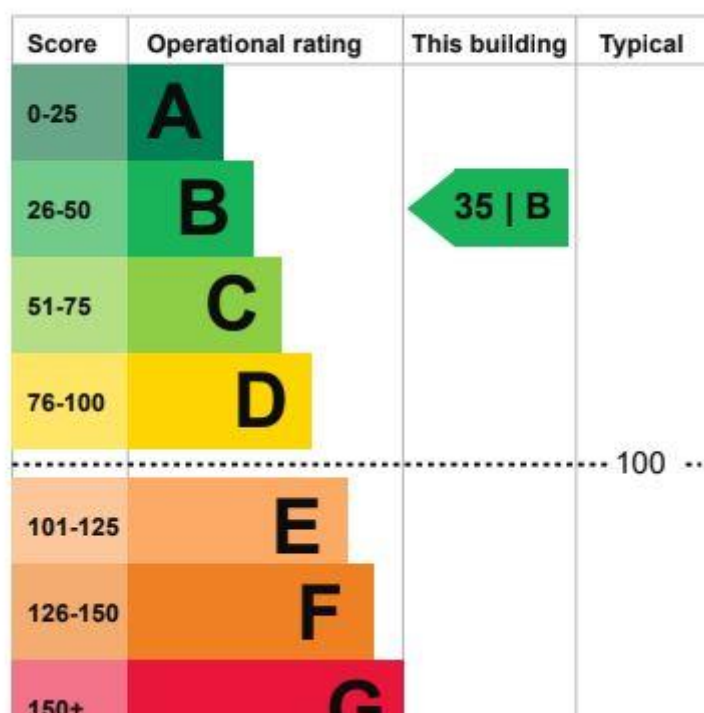 Score Operational rating This building Typical
0-25 A
26-50 B 35 | B
51-75 C
76-100 D
100
101-125 E
126-150 F
150+ G